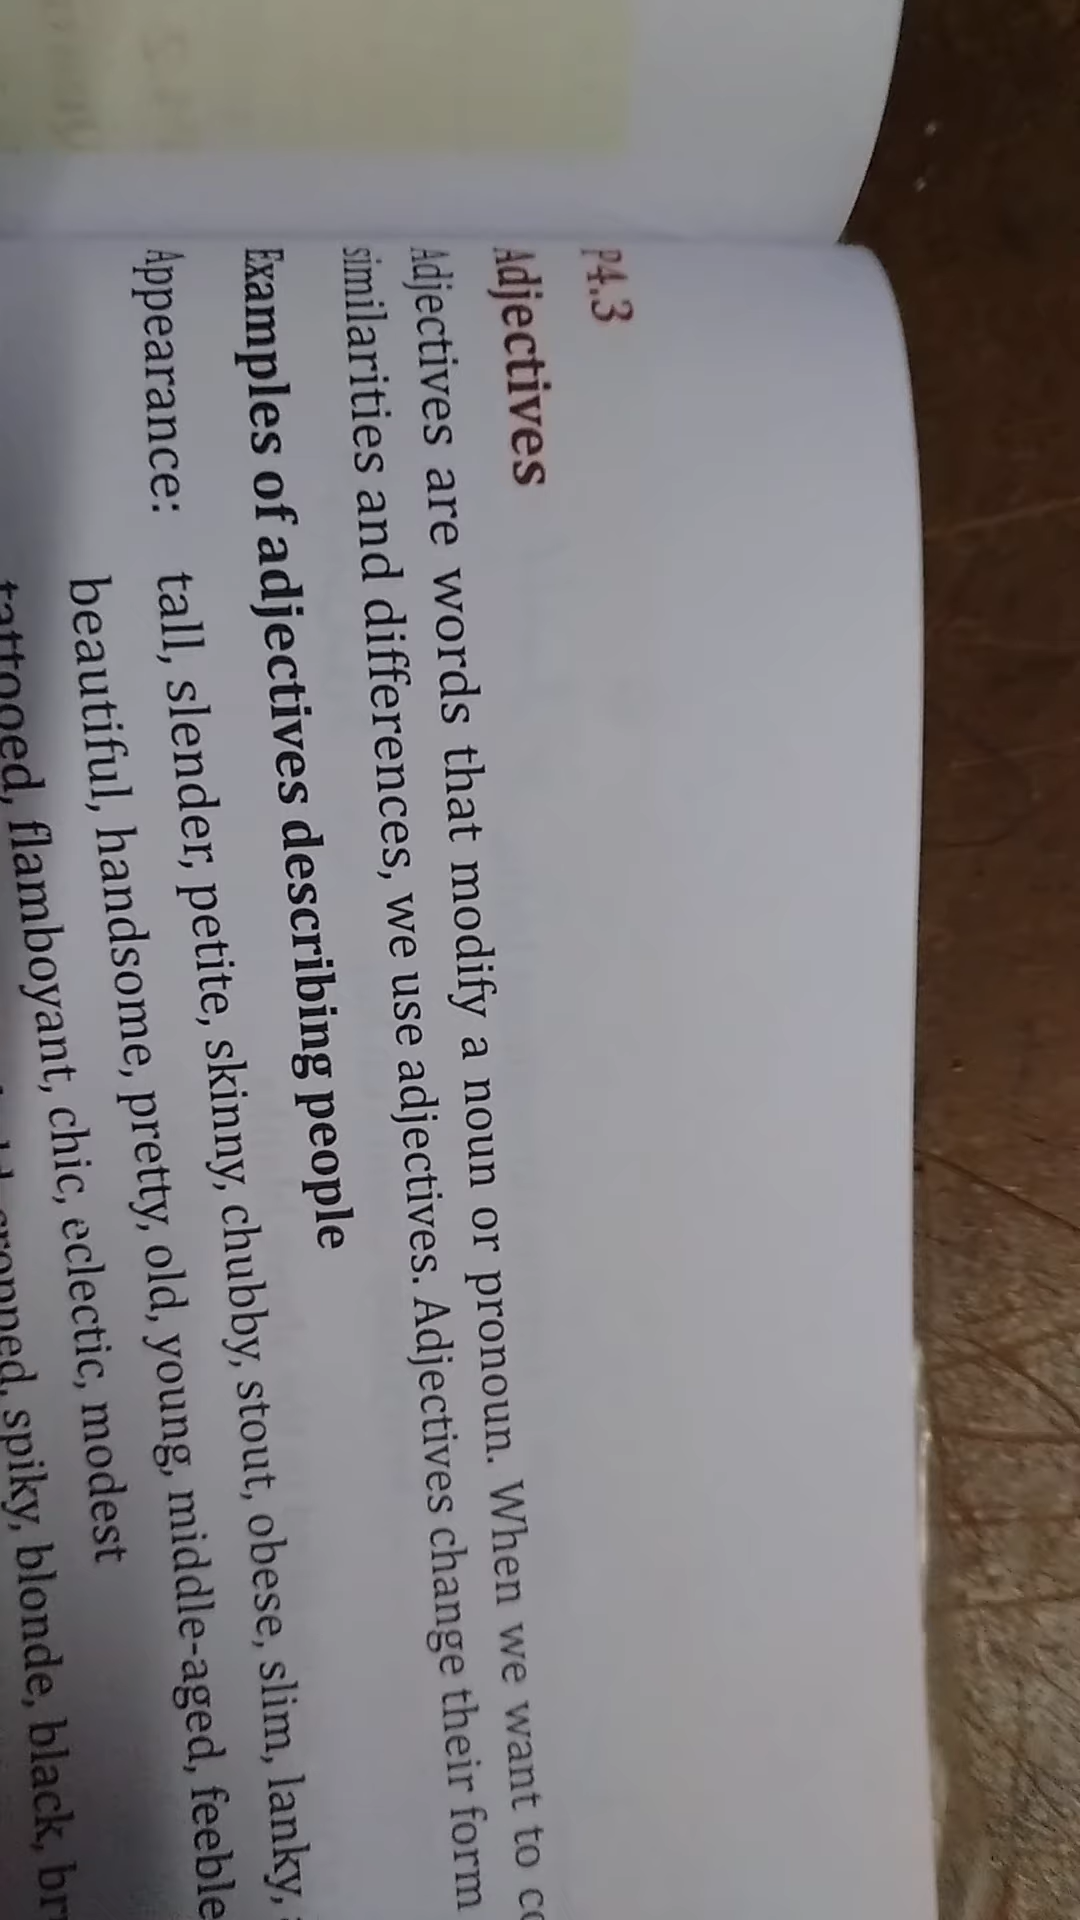 P4.3
Adjectives
Adjectives are words that modify a noun or pronoun. When we want to
similarities and differences, we use adjectives. Adjectives change their form
Examples of adjectives describing people
Appearance: tall, slender, petite, skinny, chubby, stout, obese, slim, lanky,
beautiful, handsome, pretty, old, young, middle-aged, feeble
tattooed, flamboyant, chic, eclectic, modest
cropped, spiky, blonde, black,